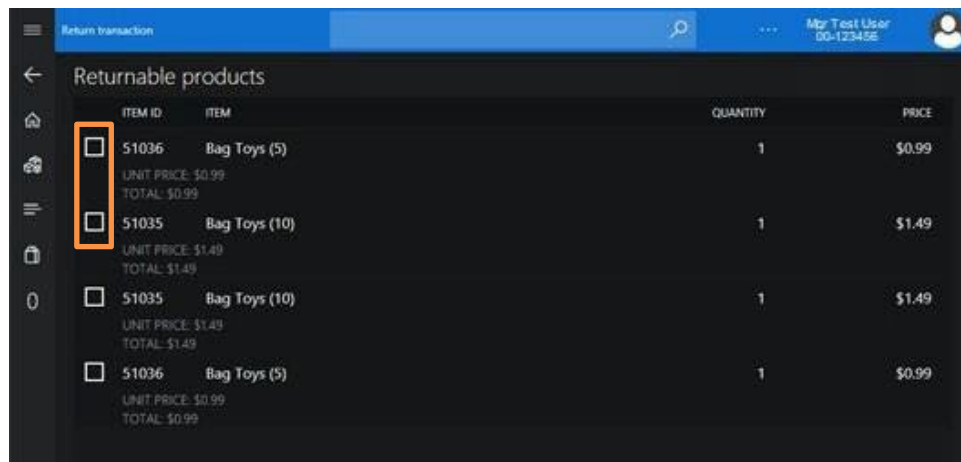 Return transaction
Mgr Test User
00-123456
Returnable products
ITEM ID ITEM QUANTITY PRICE
51036 Bag Toys (5) 1 $0.99
UNIT PRICE: $0.99
TOTAL: $0.99
51035 Bag Toys (10) 1 $1.49
UNIT PRICE: $1.49
TOTAL: $1.49
51035 Bag Toys (10) 1 $1.49
UNIT PRICE: $1.49
TOTAL: $1.49
51036 Bag Toys (5) 1 $0.99
UNIT PRICE: $0.99
TOTAL: $0.99
0